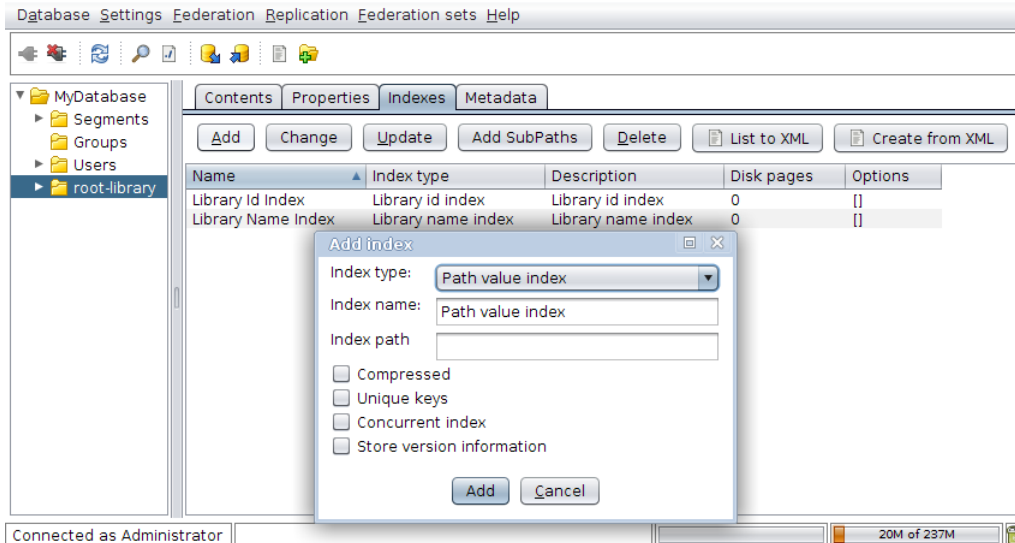 Database Settings Federation Replication Federation sets Help
MyDatabase
Segments
Groups
Users
root-library
Contents Properties Indexes Metadata
Add Change Update Add SubPaths Delete List to XML Create from XML
Name Index type Description Disk pages Options
Library Id Index Library id index Library id index 0 []
Library Name Index Library name index Library name index 0 []
Add index
Index type: Path value index
Index name: Path value index
Index path
Compressed
Unique keys
Concurrent index
Store version information
Add Cancel
Connected as Administrator 20M of 237M